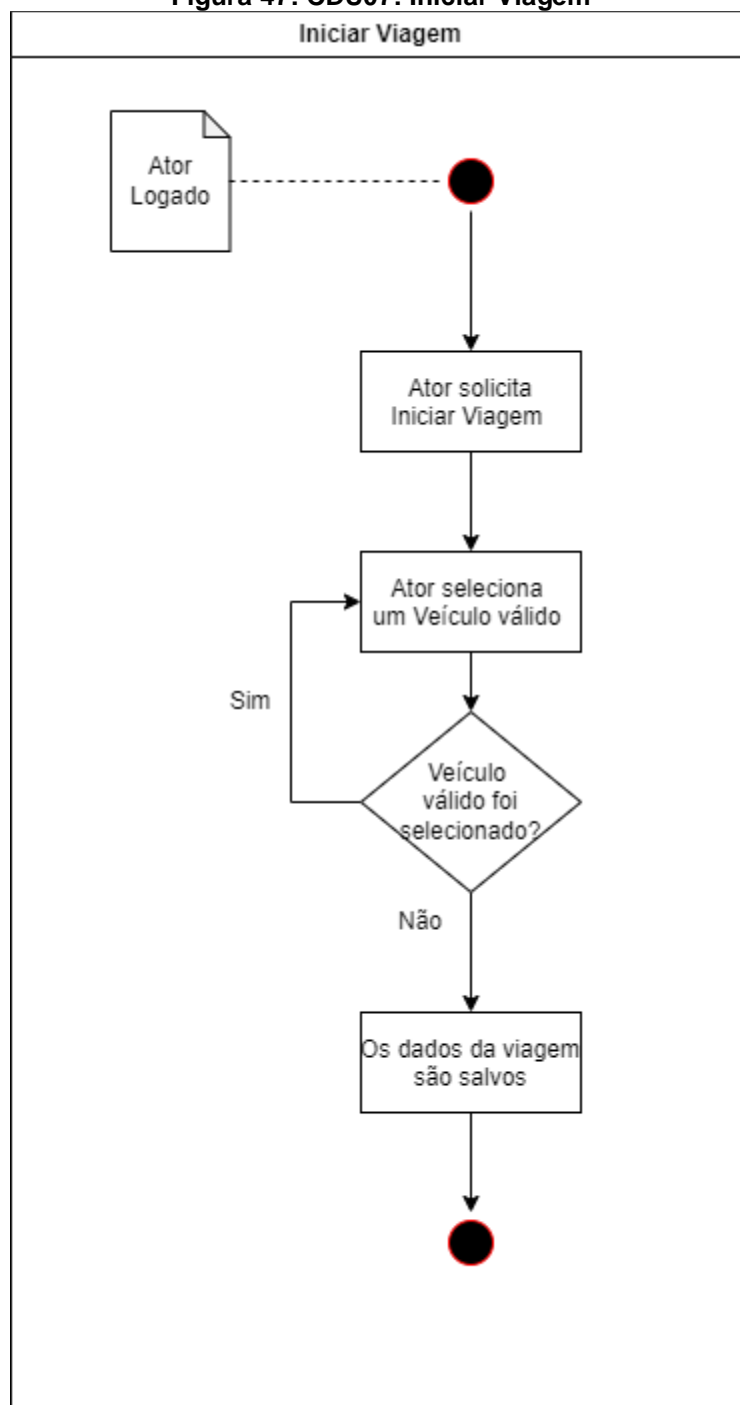 Figura 47: CDU07: Iniciar Viagem
Iniciar Viagem
Ator
Logado
Ator solicita
Iniciar Viagem
Ator seleciona
um Veículo válido
Sim
Veículo
válido foi
selecionado?
Não
Os dados da viagem
são salvos